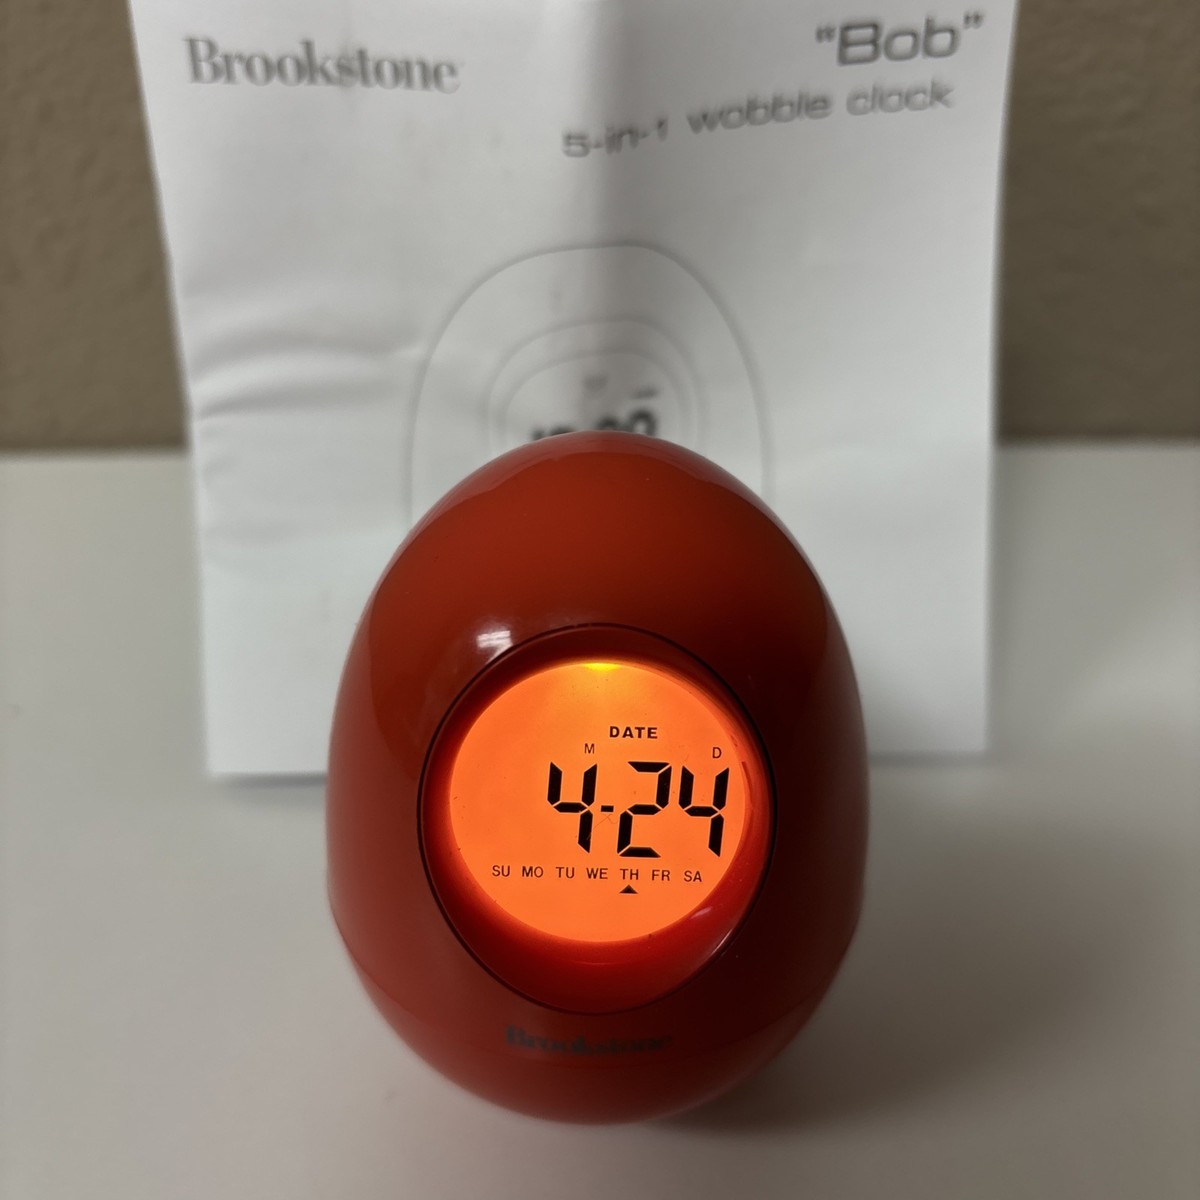 Brookstone
"Bob"
5-in-1 wobble clock
DATE
M D
4-24
SU MO TU WE TH FR SA
Brookstone